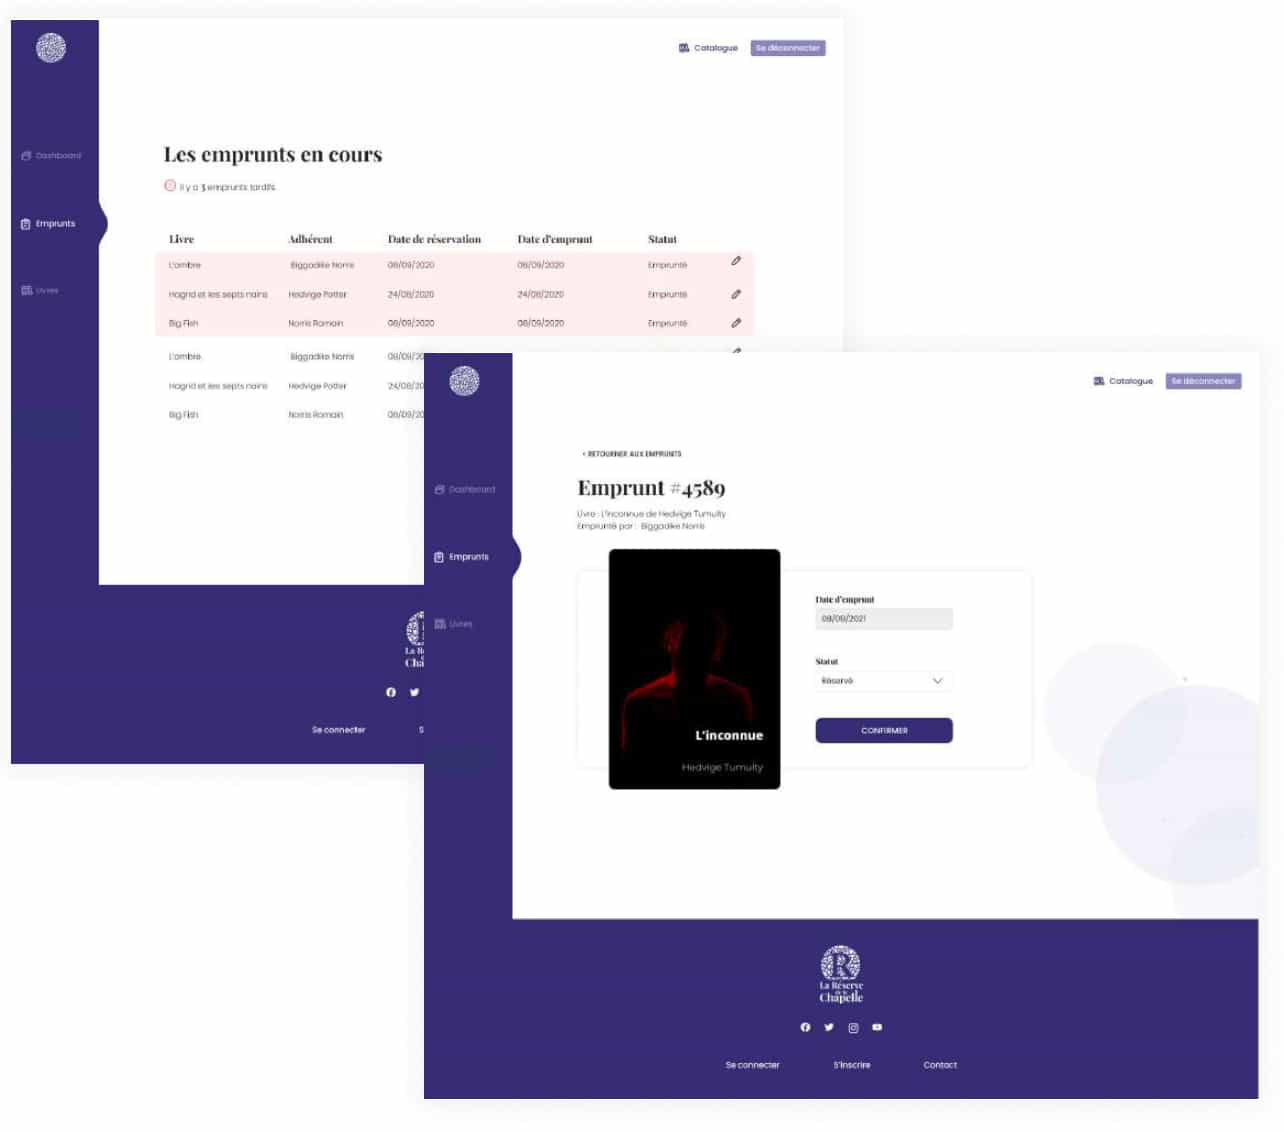 Catalogue Se déconnecter
Dashboard
Emprunts
Livres
Les emprunts en cours
Il y a 3 emprunts tardifs.
Livre Adhérent Date de réservation Date d'emprunt Statut
L'ombre Biggadike Norris 08/09/2020 08/09/2020 Emprunté
Hagrid et les septs nains Hedvige Potter 24/08/2020 24/08/2020 Emprunté
Big Fish Norris Romain 08/09/2020 08/09/2020 Emprunté
L'ombre Biggadike Norris 08/09/20
Hagrid et les septs nains Hedvige Potter 24/08/20
Big Fish Norris Romain 08/09/20
La R
Cha
Se connecter S
Catalogue Se déconnecter
Dashboard
Emprunts
Livres
< RETOURNER AUX EMPRUNTS
Emprunt #4589
Livre : L'inconnue de Hedvige Tumulty
Emprunté par : Biggadike Norris
L'inconnue
Hedvige Tumulty
Date d'emprunt
09/09/2021
Statut
Réservé
CONFIRMER
R
La Réserve
de la
Chapelle
Se connecter S'inscrire Contact